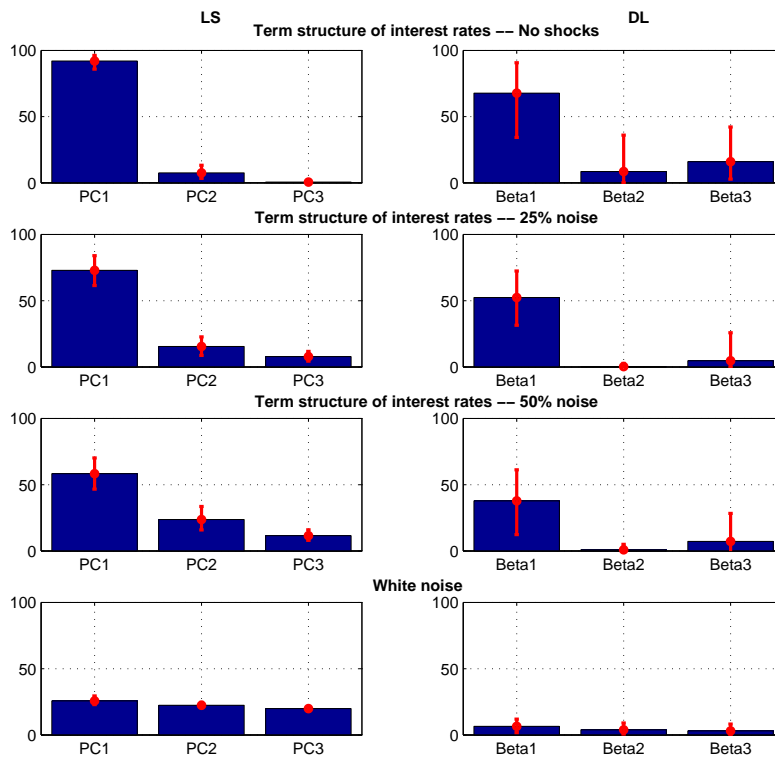 LS DL
Term structure of interest rates −− No shocks
100 100
50 50
0 0
PC1 PC2 PC3 Beta1 Beta2 Beta3
Term structure of interest rates −− 25% noise
100 100
50 50
0 0
PC1 PC2 PC3 Beta1 Beta2 Beta3
Term structure of interest rates −− 50% noise
100 100
50 50
0 0
PC1 PC2 PC3 Beta1 Beta2 Beta3
White noise
100 100
50 50
0 0
PC1 PC2 PC3 Beta1 Beta2 Beta3